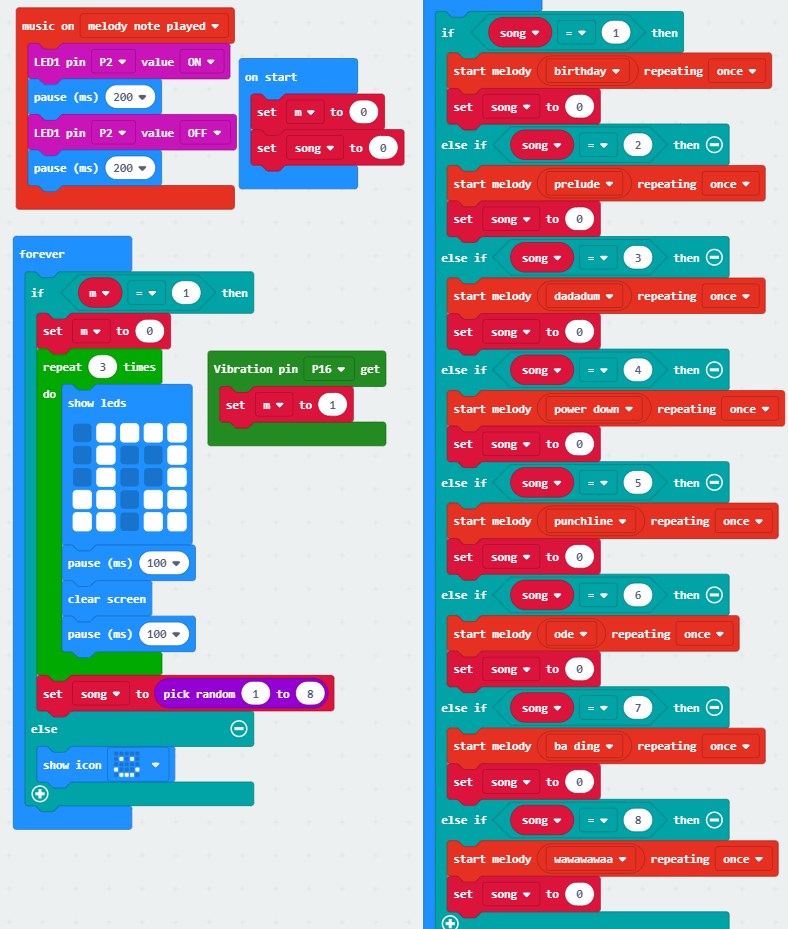 music on melody note played
LED1 pin P2 value ON
pause (ms) 200
LED1 pin P2 value OFF
pause (ms) 200
on start
set m to 0
set song to 0
forever
if m = 1 then
set m to 0
repeat 3 times
do
show leds
pause (ms) 100
clear screen
pause (ms) 100
set song to pick random 1 to 8
else
show icon
Vibration pin P16 get
set m to 1
if song = 1 then
start melody birthday repeating once
set song to 0
else if song = 2 then
start melody prelude repeating once
set song to 0
else if song = 3 then
start melody dadadum repeating once
set song to 0
else if song = 4 then
start melody power down repeating once
set song to 0
else if song = 5 then
start melody punchline repeating once
set song to 0
else if song = 6 then
start melody ode repeating once
set song to 0
else if song = 7 then
start melody ba ding repeating once
set song to 0
else if song = 8 then
start melody wawawawaa repeating once
set song to 0